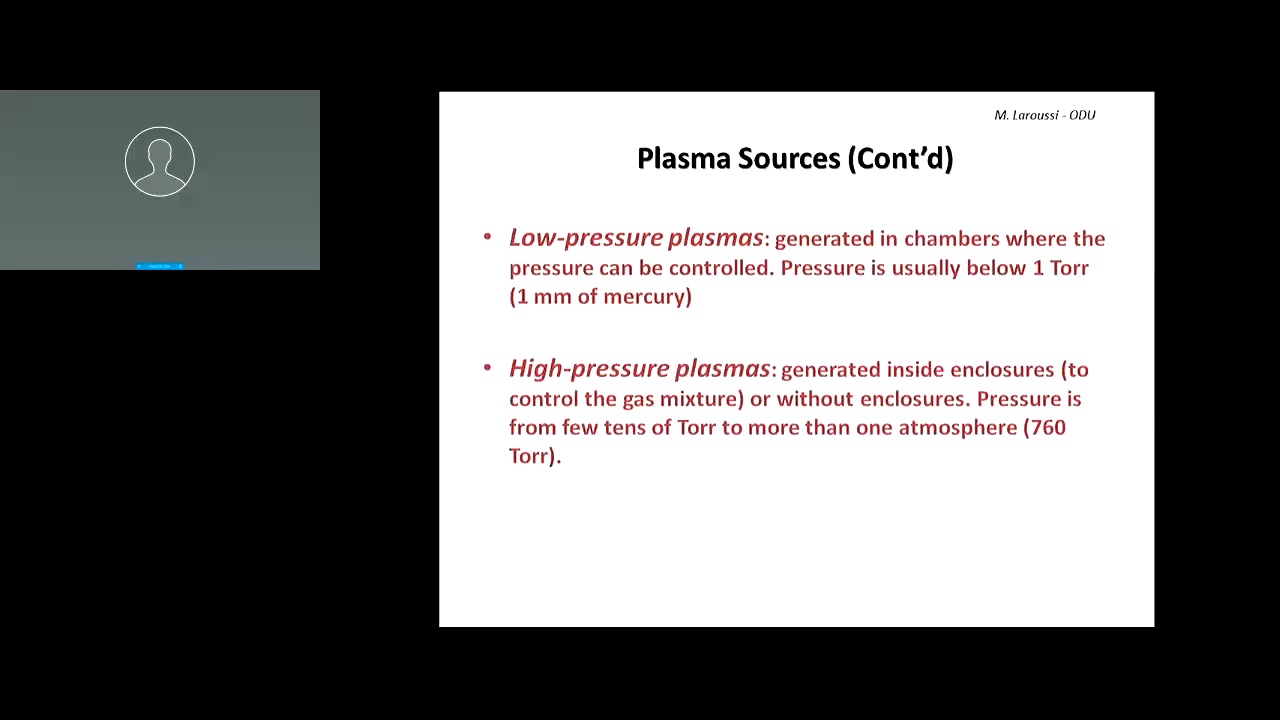 M. Laroussi - ODU
Plasma Sources (Cont’d)
• Low-pressure plasmas: generated in chambers where the
pressure can be controlled. Pressure is usually below 1 Torr
(1 mm of mercury)
• High-pressure plasmas: generated inside enclosures (to
control the gas mixture) or without enclosures. Pressure is
from few tens of Torr to more than one atmosphere (760
Torr).